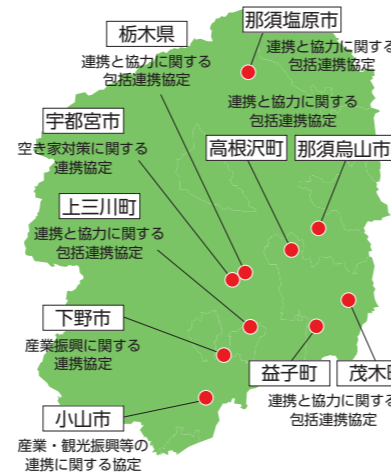 栃木県
連携と協力に関する
包括連携協定
那須塩原市
連携と協力に関する
包括連携協定
宇都宮市
空き家対策に関する
連携協定
連携と協力に関する
包括連携協定
高根沢町
那須烏山市
上三川町
連携と協力に関する
包括連携協定
下野市
産業振興に関する
連携協定
益子町
茂木町
連携と協力に関する
包括連携協定
小山市
産業・観光振興等の
連携に関する協定